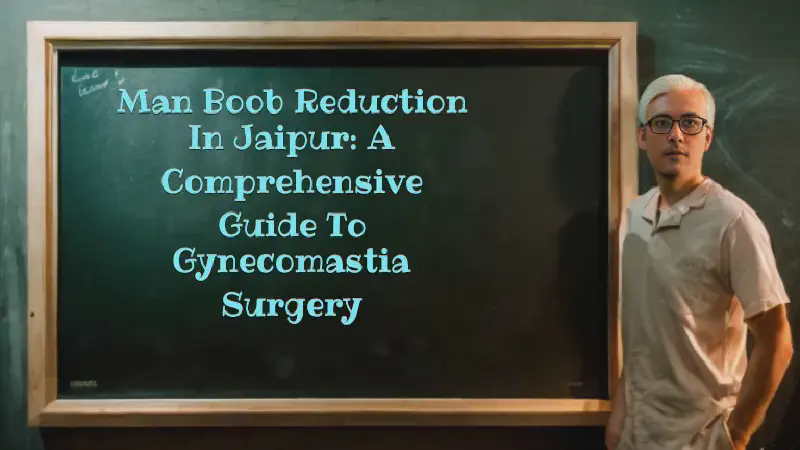 Man Boob Reduction
In Jaipur: A
Comprehensive
Guide To
Gynecomastia
Surgery